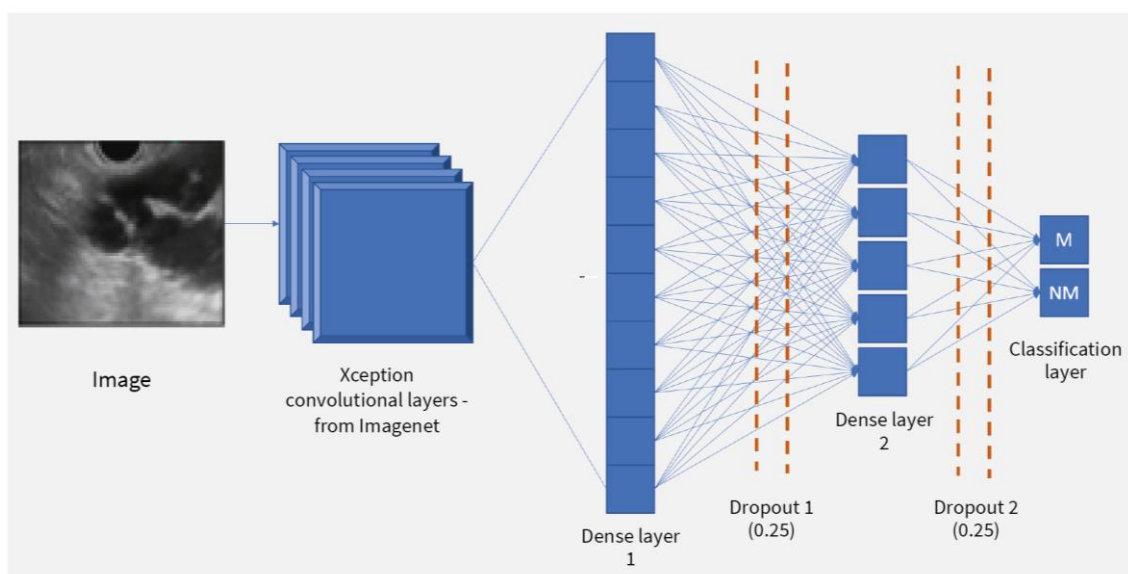 Image
Xception
convolutional layers -
from Imagenet
Dense layer
1
Dropout 1
(0.25)
Dense layer
2
Dropout 2
(0.25)
M
NM
Classification
layer